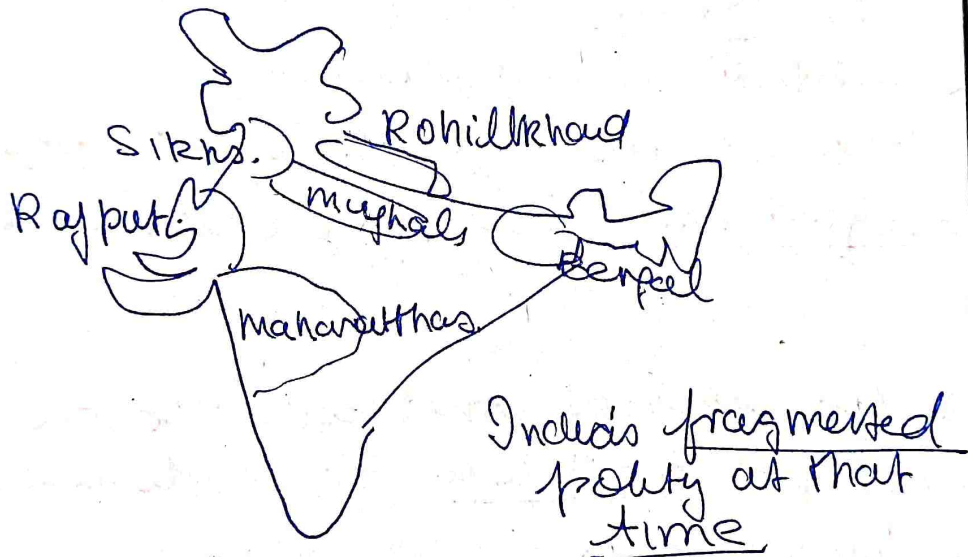 Rohillkhand
Sikhs.
Mughals
Rajput
Bengal
Maharatthas
India's fragmented
polity at that
time